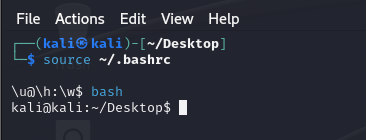 File Actions Edit View Help
┌──(kali㉿kali)-[~/Desktop]
└─$ source ~/.bashrc
\u@\h:\w$ bash
kali@kali:~/Desktop$